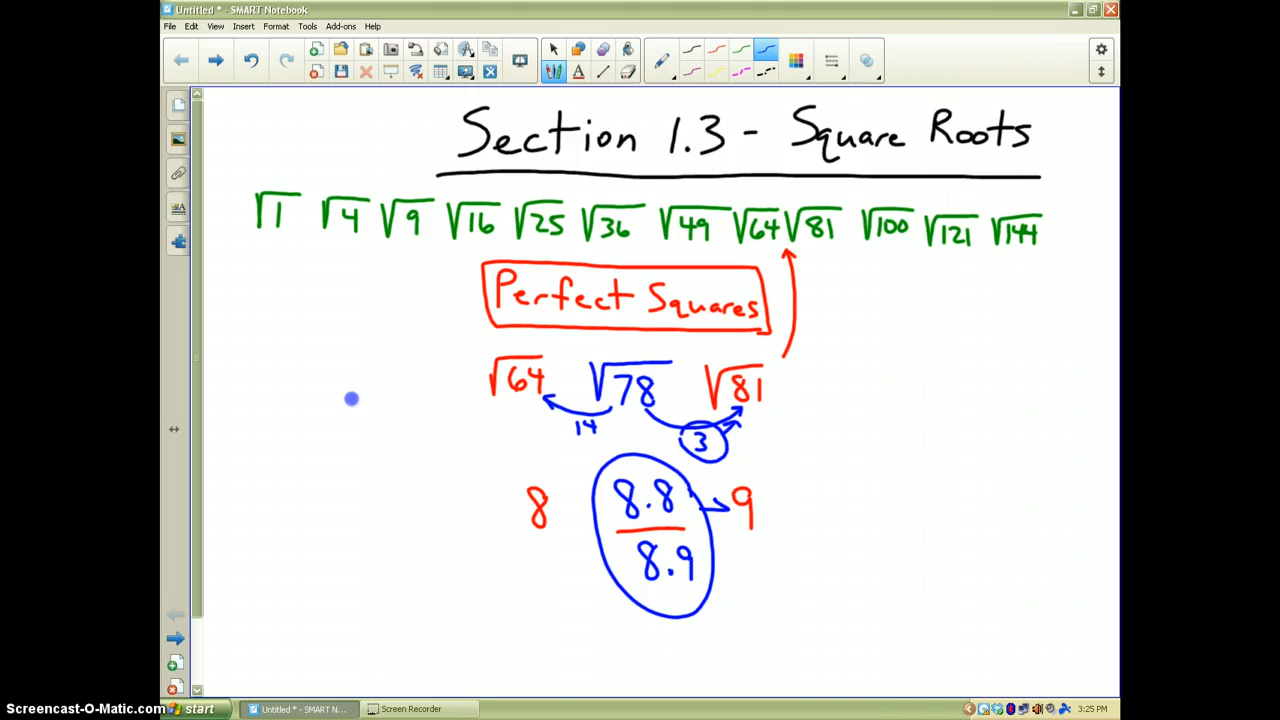 Untitled * - SMART Notebook
File Edit View Insert Format Tools Add-ons Help
Section 1.3 - Square Roots
√1 √4 √9 √16 √25 √36 √49 √64 √81 √100 √121 √144
Perfect Squares
√64 √78 √81
14 3
8 8.8 9
8.9
Screencast-O-Matic.com start Untitled * - SMART N... Screen Recorder 3:25 PM